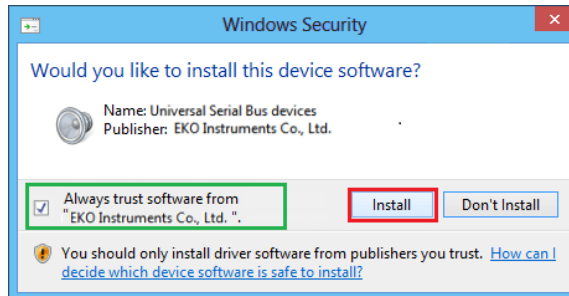 Windows Security
Would you like to install this device software?
Name: Universal Serial Bus devices
Publisher: EKO Instruments Co., Ltd.
Always trust software from
"EKO Instruments Co., Ltd. ".
Install
Don't Install
You should only install driver software from publishers you trust. How can I
decide which device software is safe to install?